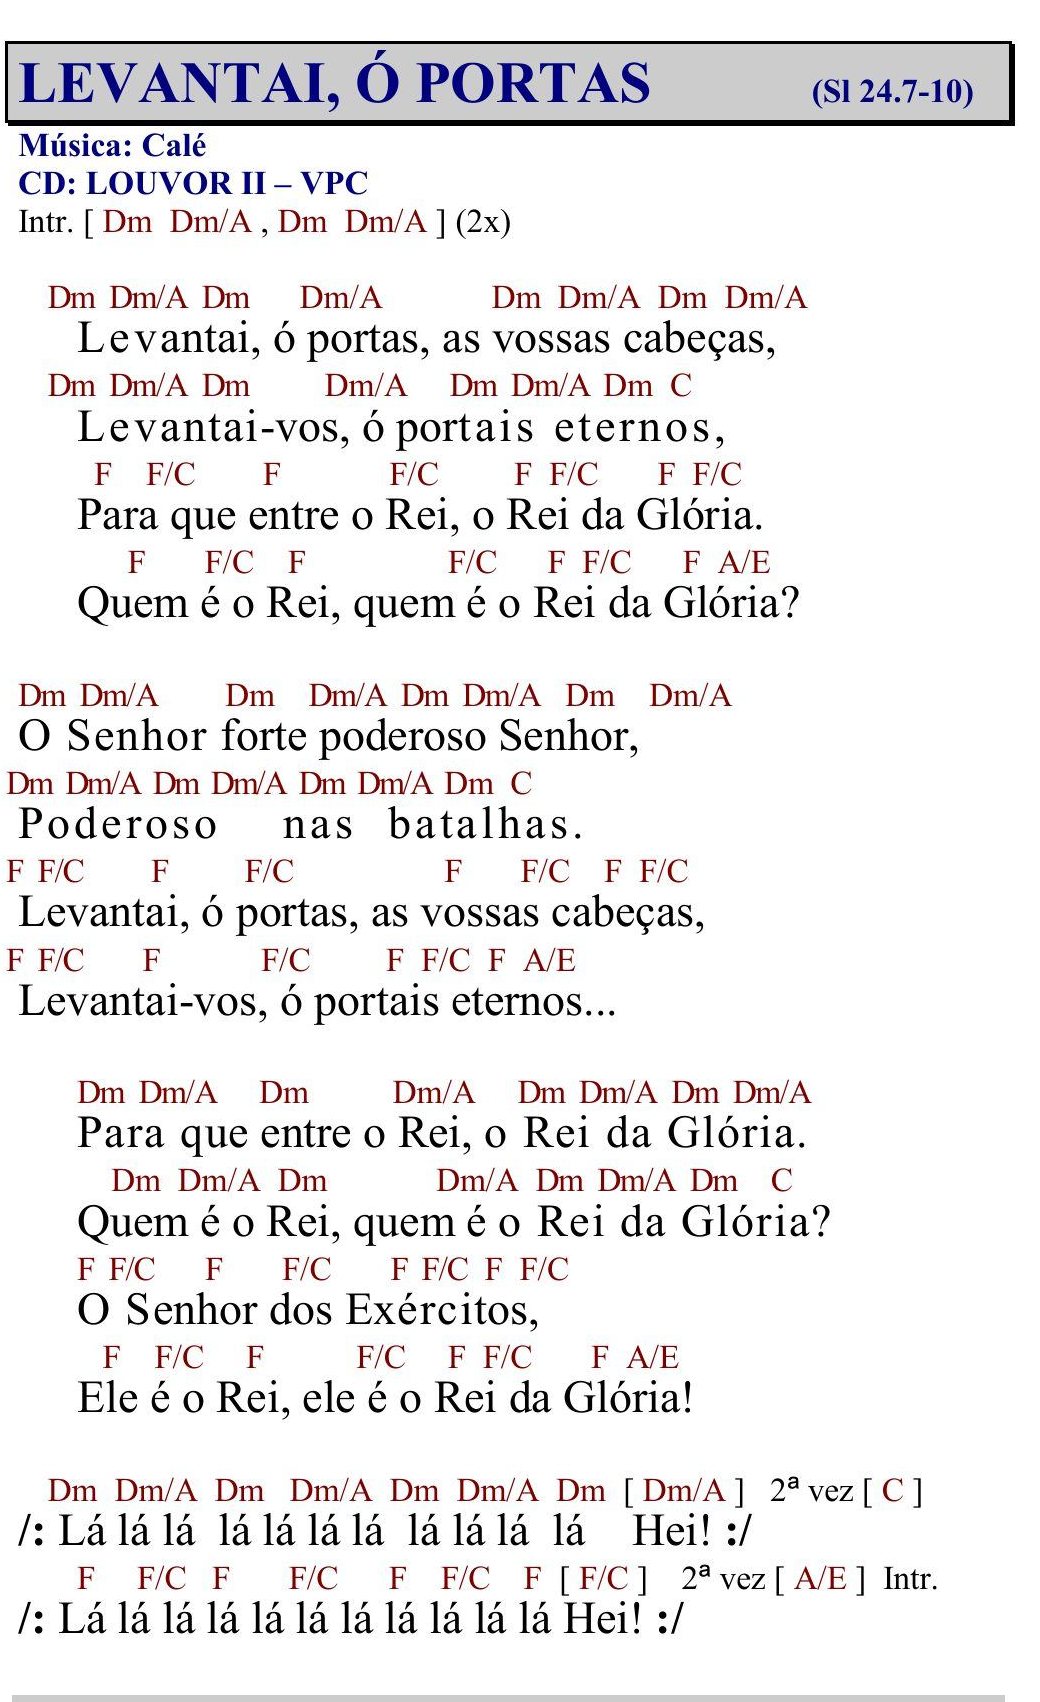 LEVANTAI, Ó PORTAS (Sl 24.7-10)
Música: Calé
CD: LOUVOR II – VPC
Intr. [ Dm Dm/A , Dm Dm/A ] (2x)
Dm Dm/A Dm Dm/A Dm Dm/A Dm Dm/A
Levantai, ó portas, as vossas cabeças,
Dm Dm/A Dm Dm/A Dm Dm/A Dm C
Levantai-vos, ó portais eternos,
F F/C F F/C F F/C F F/C
Para que entre o Rei, o Rei da Glória.
F F/C F F/C F F/C F A/E
Quem é o Rei, quem é o Rei da Glória?
Dm Dm/A Dm Dm/A Dm Dm/A Dm Dm/A
O Senhor forte poderoso Senhor,
Dm Dm/A Dm Dm/A Dm Dm/A Dm C
Poderoso nas batalhas.
F F/C F F/C F F/C F F/C
Levantai, ó portas, as vossas cabeças,
F F/C F F/C F F/C F A/E
Levantai-vos, ó portais eternos...
Dm Dm/A Dm Dm/A Dm Dm/A Dm Dm/A
Para que entre o Rei, o Rei da Glória.
Dm Dm/A Dm Dm/A Dm Dm/A Dm C
Quem é o Rei, quem é o Rei da Glória?
F F/C F F/C F F/C F F/C
O Senhor dos Exércitos,
F F/C F F/C F F/C F A/E
Ele é o Rei, ele é o Rei da Glória!
Dm Dm/A Dm Dm/A Dm Dm/A Dm [ Dm/A ] 2ª vez [ C ]
/: Lá lá lá lá lá lá lá lá lá lá lá Hei! :/
F F/C F F/C F F/C F [ F/C ] 2ª vez [ A/E ] Intr.
/: Lá lá lá lá lá lá lá lá lá lá lá Hei! :/